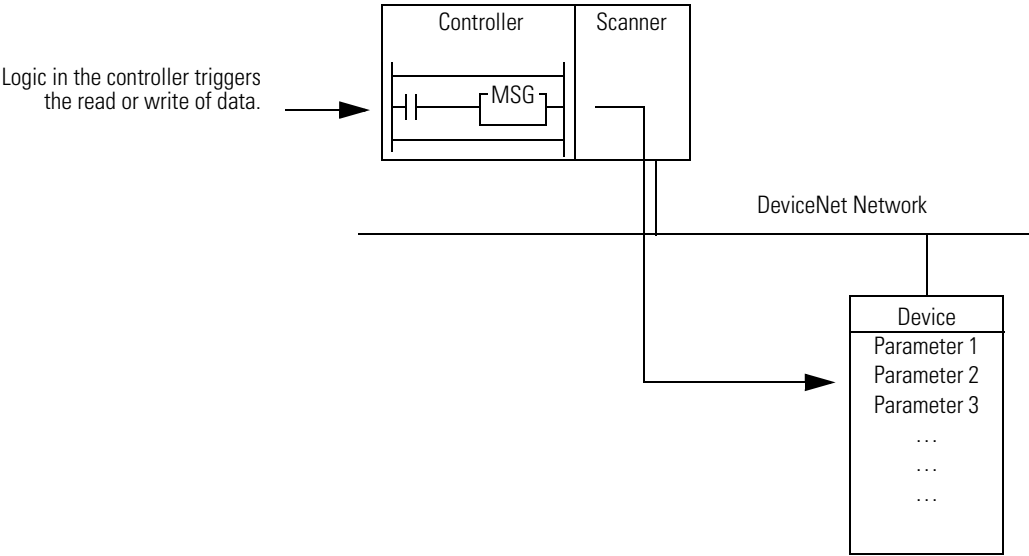 Controller
Scanner
Logic in the controller triggers
the read or write of data.
MSG
DeviceNet Network
Device
Parameter 1
Parameter 2
Parameter 3
...
...
...